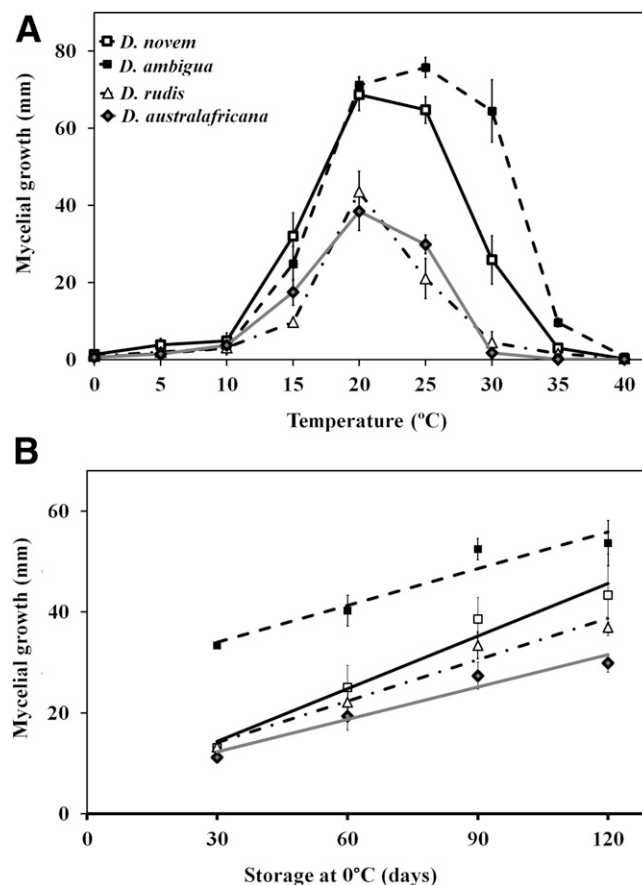 A
D. novem
D. ambigua
D. rudis
D. australafricana
Mycelial growth (mm)
80
60
40
20
0
0 5 10 15 20 25 30 35 40
Temperature (ºC)
B
Mycelial growth (mm)
60
40
20
0
0 30 60 90 120
Storage at 0°C (days)